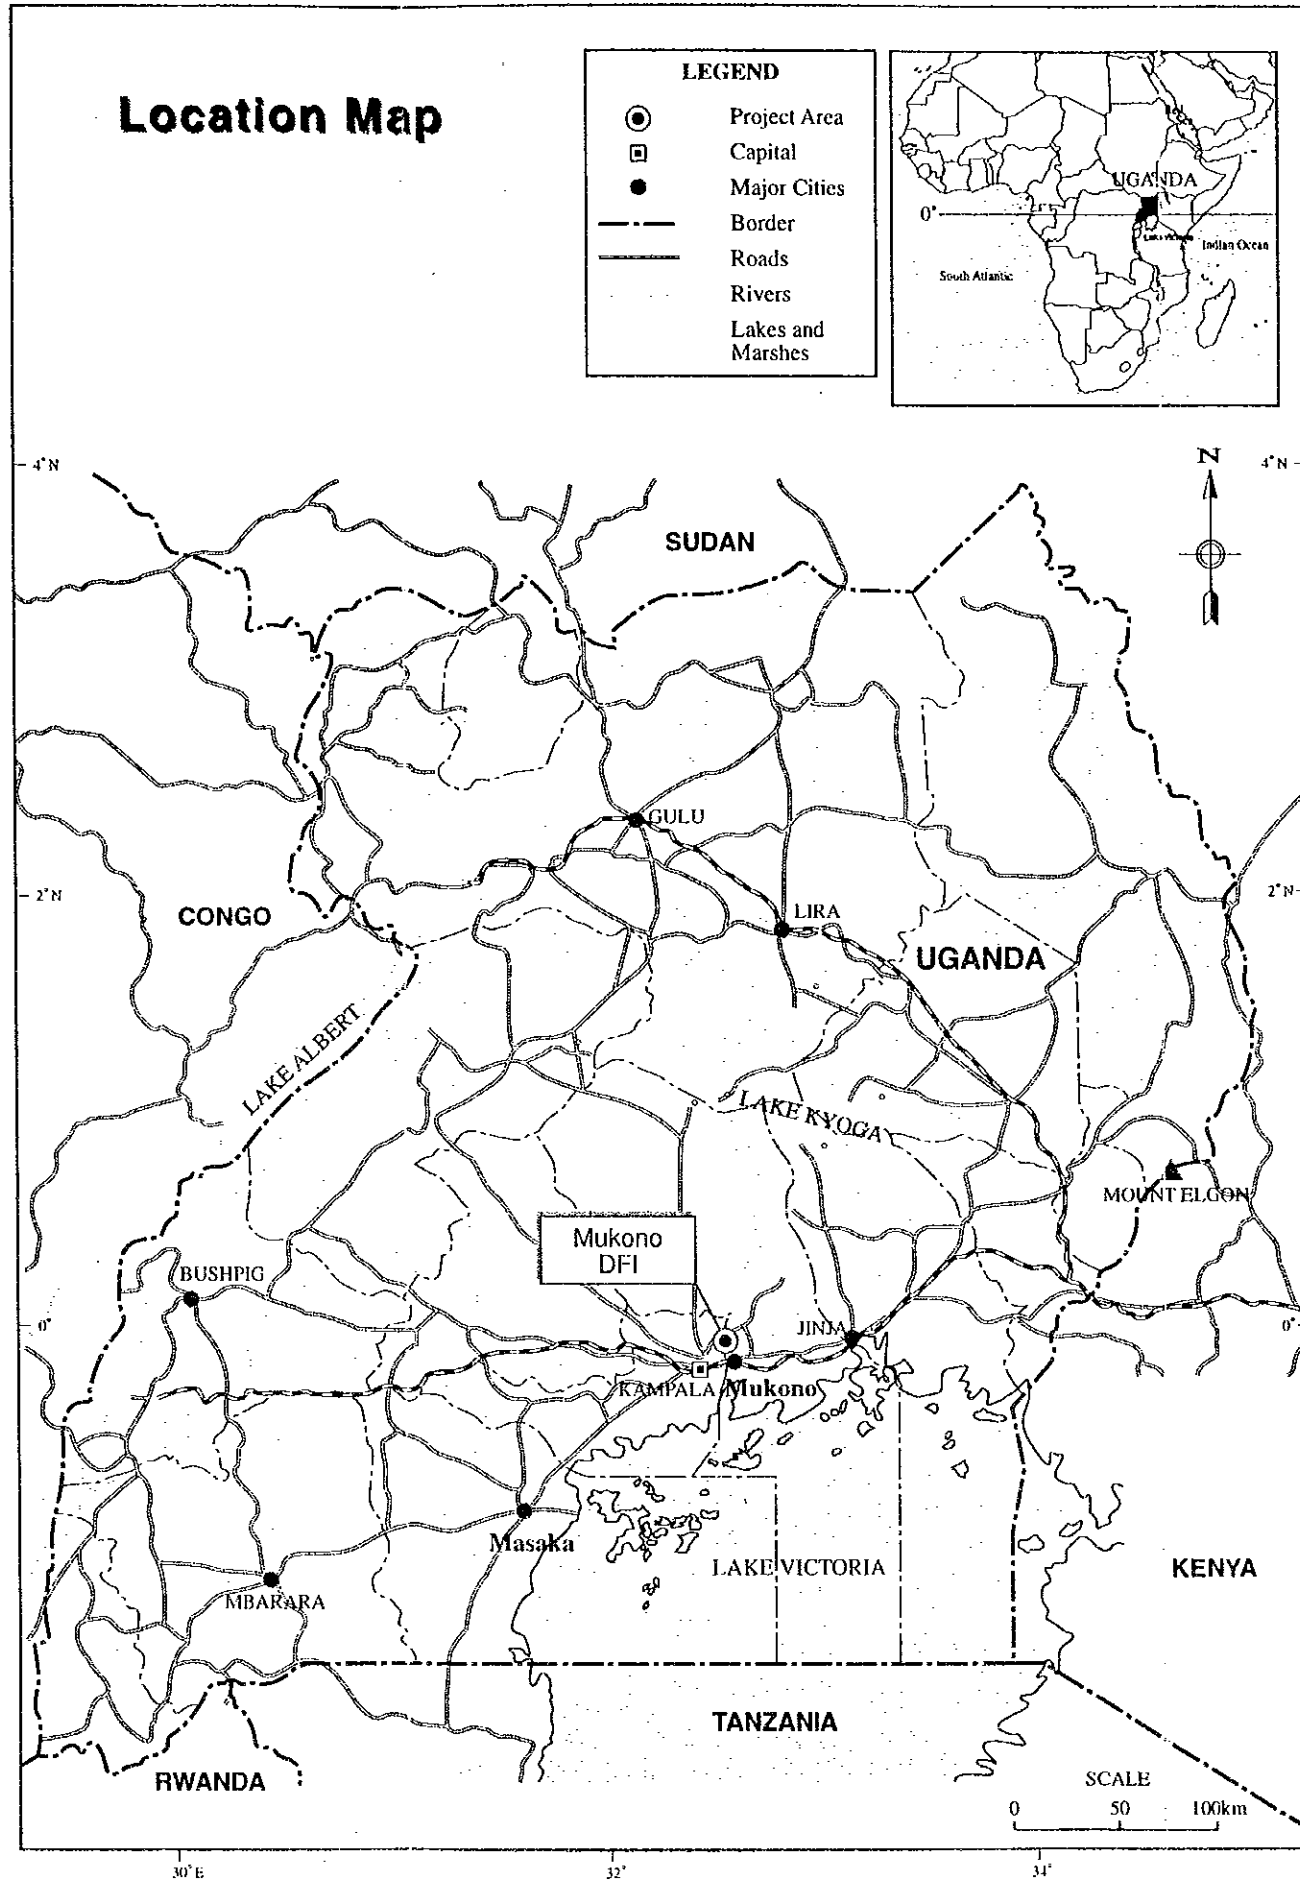 Location Map
LEGEND
Project Area
Capital
Major Cities
Border
Roads
Rivers
Lakes and
Marshes
UGANDA
0°
Indian Ocean
South Atlantic
4°N
N
4°N
SUDAN
GULU
2°N
2°N
CONGO
LIRA
UGANDA
LAKE ALBERT
LAKE KYOGA
MOUNT ELGON
Mukono
DFI
BUSHPIG
0°
JINJA
0°
KAMPALA
Mukono
Masaka
LAKE VICTORIA
KENYA
MBARARA
TANZANIA
RWANDA
SCALE
0 50 100km
30°E
32°
34°